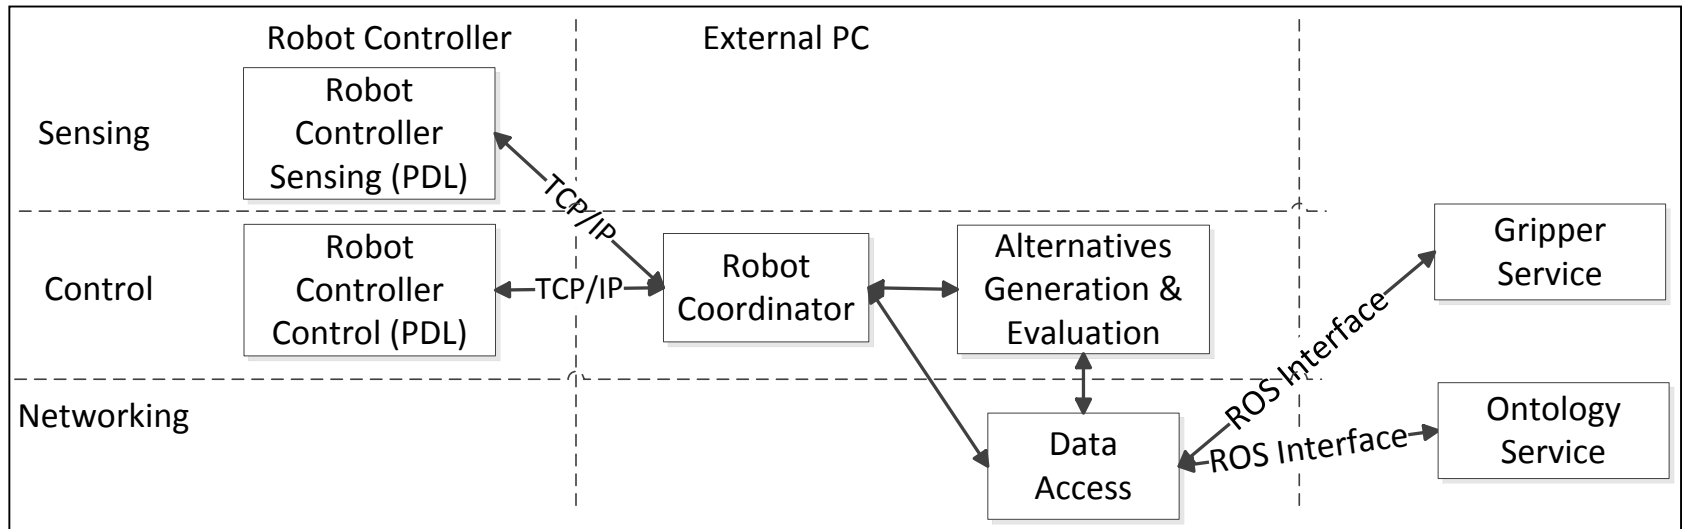 Robot Controller
External PC
Sensing
Robot
Controller
Sensing (PDL)
TCP/IP
Control
Robot
Controller
Control (PDL)
TCP/IP
Robot
Coordinator
Alternatives
Generation &
Evaluation
Gripper
Service
ROS Interface
Networking
Data
Access
ROS Interface
Ontology
Service